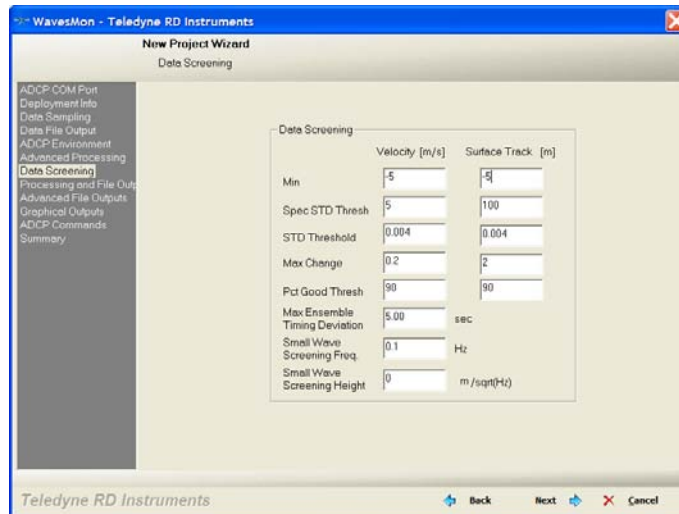 WavesMon - Teledyne RD Instruments
New Project Wizard
Data Screening
ADCP COM Port
Deployment Info
Data Sampling
Data File Output
ADCP Environment
Advanced Processing
Data Screening
Processing and File Outp
Advanced File Outputs
Graphical Outputs
ADCP Commands
Summary
Data Screening
Velocity [m/s] Surface Track [m]
Min -5 -5
Spec STD Thresh 5 100
STD Threshold 0.004 0.004
Max Change 0.2 2
Pct Good Thresh 90 90
Max Ensemble
Timing Deviation 5.00 sec
Small Wave
Screening Freq. 0.1 Hz
Small Wave
Screening Height 0 m/sqrt(Hz)
Teledyne RD Instruments Back Next Cancel